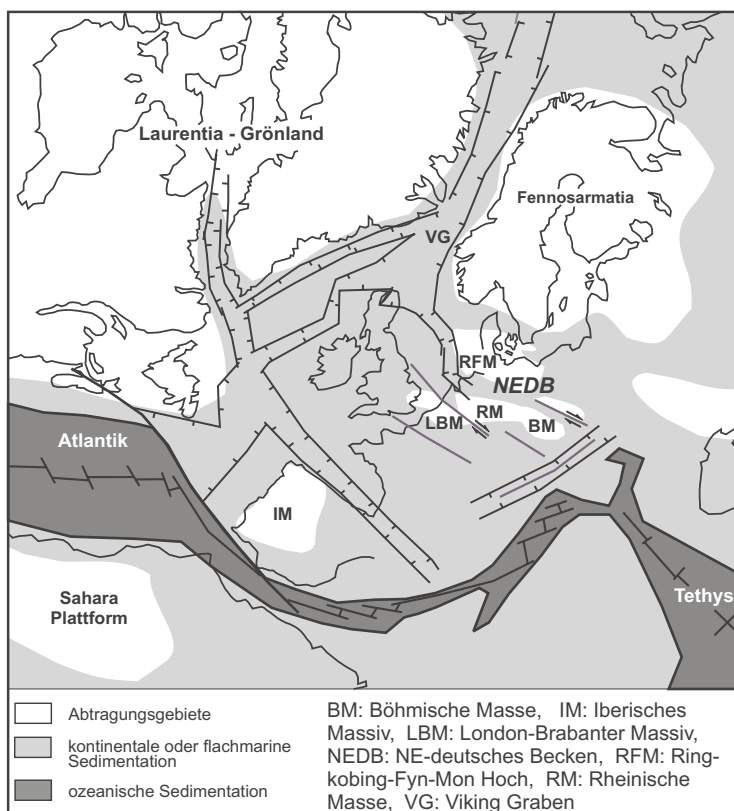 Laurentia - Grönland
Fennosarmatia
VG
RFM
NEDB
RM
LBM
BM
Atlantik
IM
Sahara
Plattform
Tethys
Abtragungsgebiete
kontinentale oder flachmarine
Sedimentation
ozeanische Sedimentation
BM: Böhmische Masse, IM: Iberisches
Massiv, LBM: London-Brabanter Massiv,
NEDB: NE-deutsches Becken, RFM: Ring-
kobing-Fyn-Mon Hoch, RM: Rheinische
Masse, VG: Viking Graben